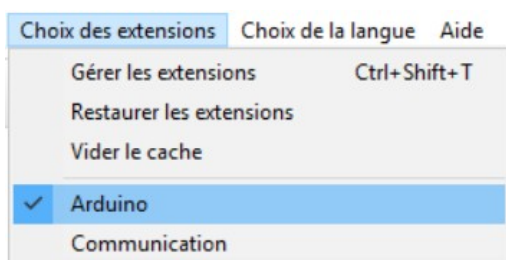 Choix des extensions Choix de la langue Aide
Gérer les extensions Ctrl+Shift+T
Restaurer les extensions
Vider le cache
Arduino
Communication